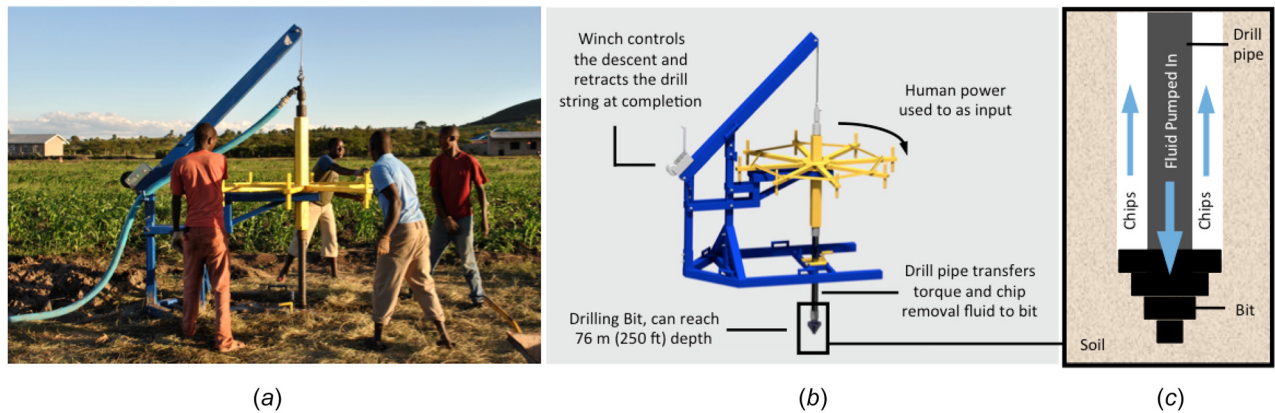 Winch controls
the descent and
retracts the drill
string at completion
Human power
used to as input
Drill pipe transfers
torque and chip
removal fluid to bit
Drilling Bit, can reach
76 m (250 ft) depth
Drill
pipe
Fluid Pumped In
Chips
Chips
Bit
Soil
(a)
(b)
(c)